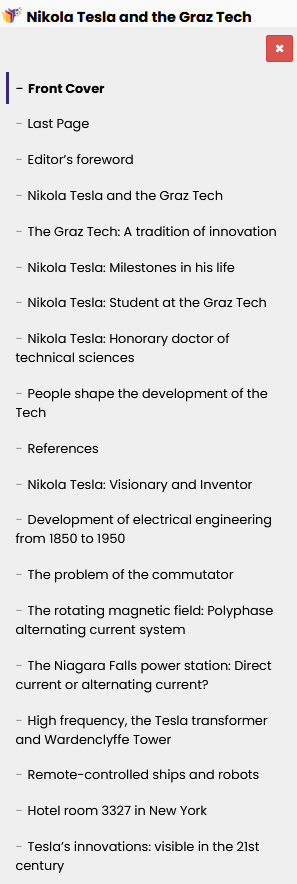 Nikola Tesla and the Graz Tech
- Front Cover
- Last Page
- Editor’s foreword
- Nikola Tesla and the Graz Tech
- The Graz Tech: A tradition of innovation
- Nikola Tesla: Milestones in his life
- Nikola Tesla: Student at the Graz Tech
- Nikola Tesla: Honorary doctor of
technical sciences
- People shape the development of the
Tech
- References
- Nikola Tesla: Visionary and Inventor
- Development of electrical engineering
from 1850 to 1950
- The problem of the commutator
- The rotating magnetic field: Polyphase
alternating current system
- The Niagara Falls power station: Direct
current or alternating current?
- High frequency, the Tesla transformer
and Wardenclyffe Tower
- Remote-controlled ships and robots
- Hotel room 3327 in New York
- Tesla’s innovations: visible in the 21st
century